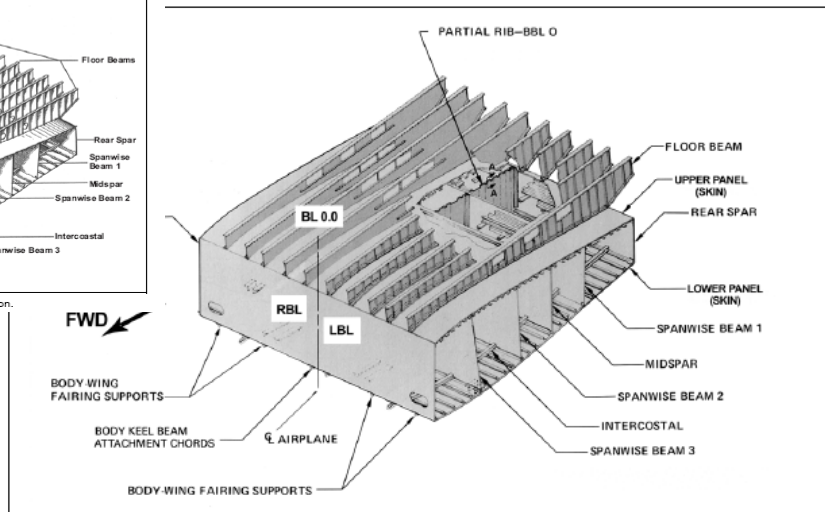 Floor Beams
Rear Spar
Spanwise
Beam 1
Midspar
Spanwise Beam 2
Intercostal
nwise Beam 3
on.
PARTIAL RIB–BBL O
A
A
FLOOR BEAM
UPPER PANEL
(SKIN)
REAR SPAR
BL 0.0
LOWER PANEL
(SKIN)
RBL
LBL
FWD
SPANWISE BEAM 1
MIDSPAR
BODY-WING
FAIRING SUPPORTS
SPANWISE BEAM 2
INTERCOSTAL
BODY KEEL BEAM
ATTACHMENT CHORDS
℄ AIRPLANE
SPANWISE BEAM 3
BODY-WING FAIRING SUPPORTS